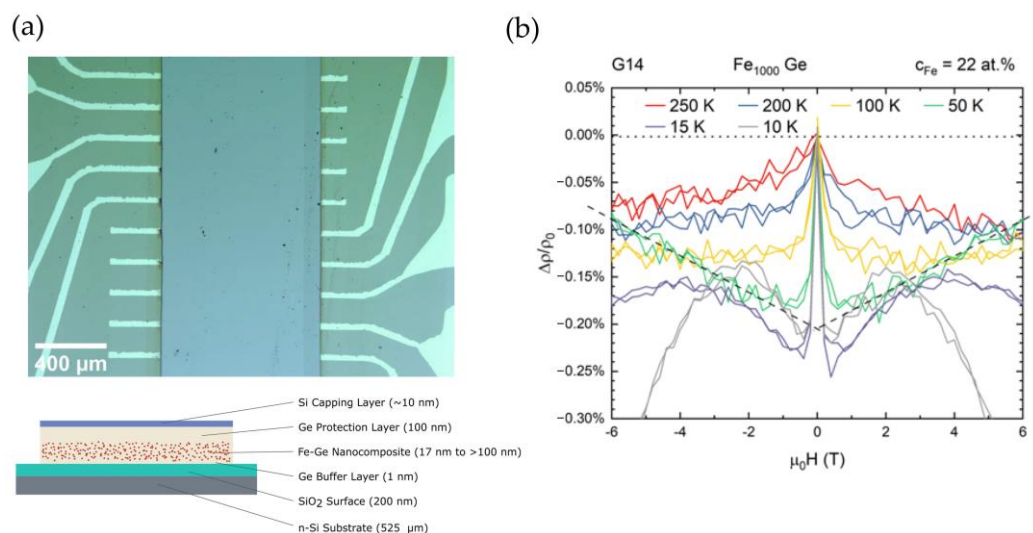 (a)
400 µm
Si Capping Layer (~10 nm)
Ge Protection Layer (100 nm)
Fe-Ge Nanocomposite (17 nm to >100 nm)
Ge Buffer Layer (1 nm)
SiO₂ Surface (200 nm)
n-Si Substrate (525 µm)
(b)
G14 Fe₁₀₀₀ Ge c_Fe = 22 at.%
250 K 200 K 100 K 50 K
15 K 10 K
0.05%
0.00%
-0.05%
-0.10%
-0.15%
-0.20%
-0.25%
-0.30%
Δρ/ρ₀
-6 -4 -2 0 2 4 6
µ₀H (T)